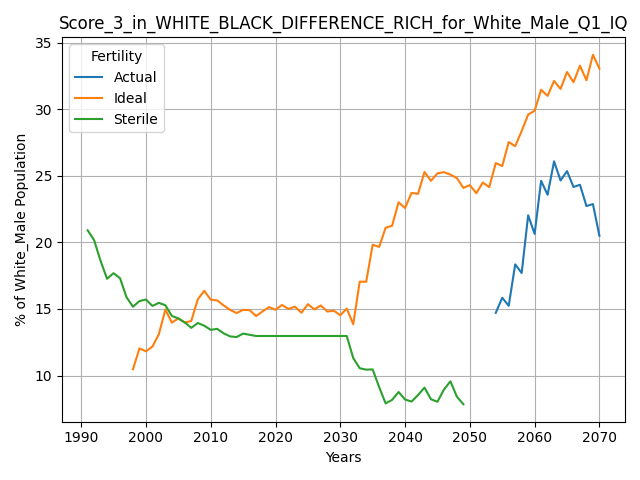 Score_3_in_WHITE_BLACK_DIFFERENCE_RICH_for_White_Male_Q1_IQ
Fertility
Actual
Ideal
Sterile
% of White_Male Population
35
30
25
20
15
10
1990 2000 2010 2020 2030 2040 2050 2060 2070
Years